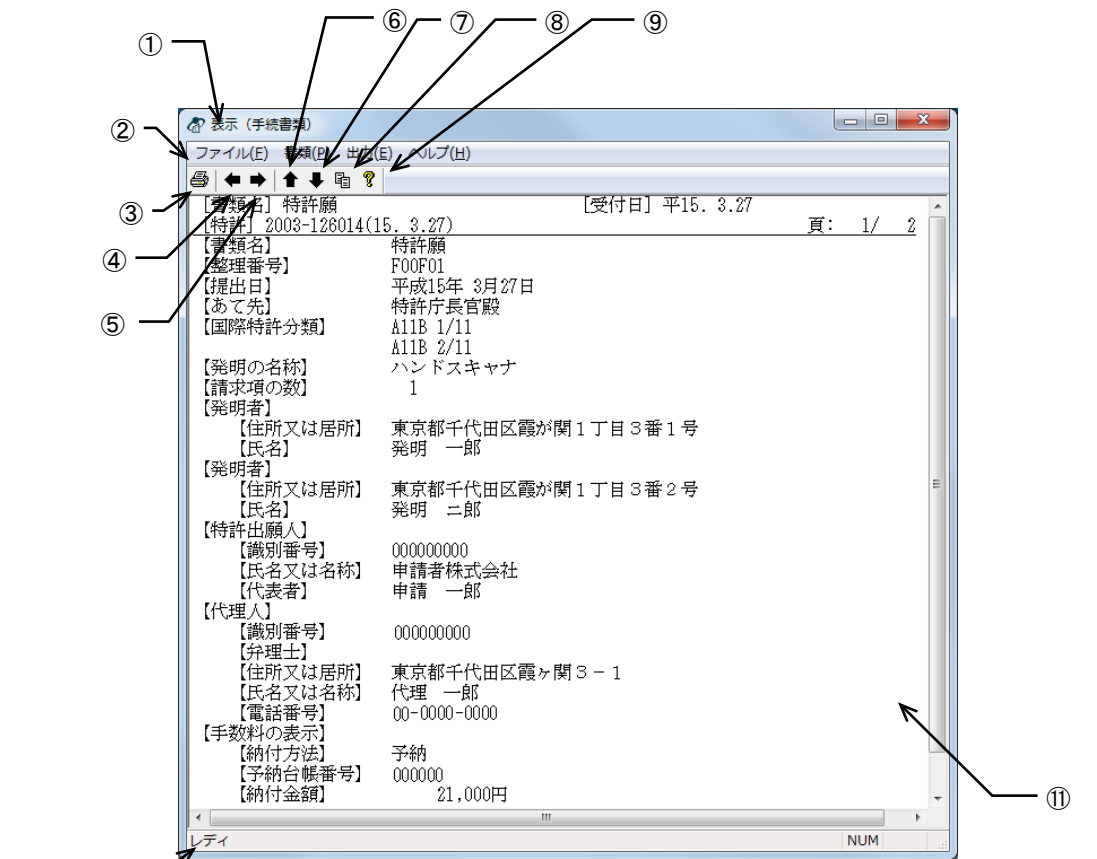 ⑥ ⑦ ⑧ ⑨
①
表示（手続書類）
②
ファイル(F) 書類(P) 出力(E) ヘルプ(H)
③
[書類名] 特許願 [受付日] 平15. 3.27
[特許] 2003-126014(15. 3.27) 頁: 1/ 2
【書類名】 特許願
④
【整理番号】 F00F01
【提出日】 平成15年 3月27日
【あて先】 特許庁長官殿
⑤
【国際特許分類】 A11B 1/11
A11B 2/11
【発明の名称】 ハンドスキャナ
【請求項の数】 1
【発明者】
【住所又は居所】 東京都千代田区霞が関１丁目３番１号
【氏名】 発明 一郎
【発明者】
【住所又は居所】 東京都千代田区霞が関１丁目３番２号
【氏名】 発明 二郎
【特許出願人】
【識別番号】 000000000
【氏名又は名称】 申請者株式会社
【代表者】 申請 一郎
【代理人】
【識別番号】 000000000
【弁理士】
【住所又は居所】 東京都千代田区霞ヶ関３－１
【氏名又は名称】 代理 一郎
【電話番号】 00-0000-0000
【手数料の表示】
【納付方法】 予納
【予納台帳番号】 000000
【納付金額】 21,000円
⑪
レディ NUM